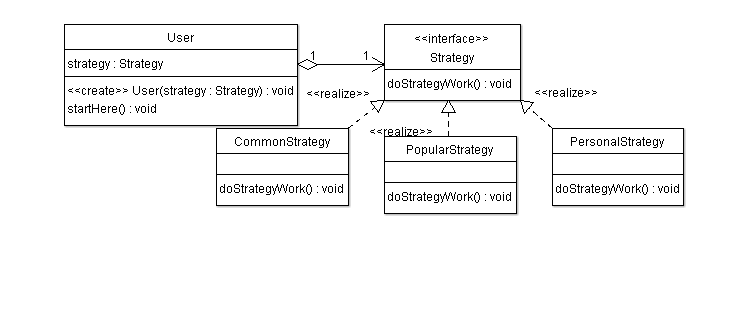 User
strategy : Strategy
<<create>> User(strategy : Strategy) : void
startHere() : void
1
1
<<interface>>
Strategy
doStrategyWork() : void
<<realize>>
<<realize>>
<<realize>>
CommonStrategy
doStrategyWork() : void
PopularStrategy
doStrategyWork() : void
PersonalStrategy
doStrategyWork() : void